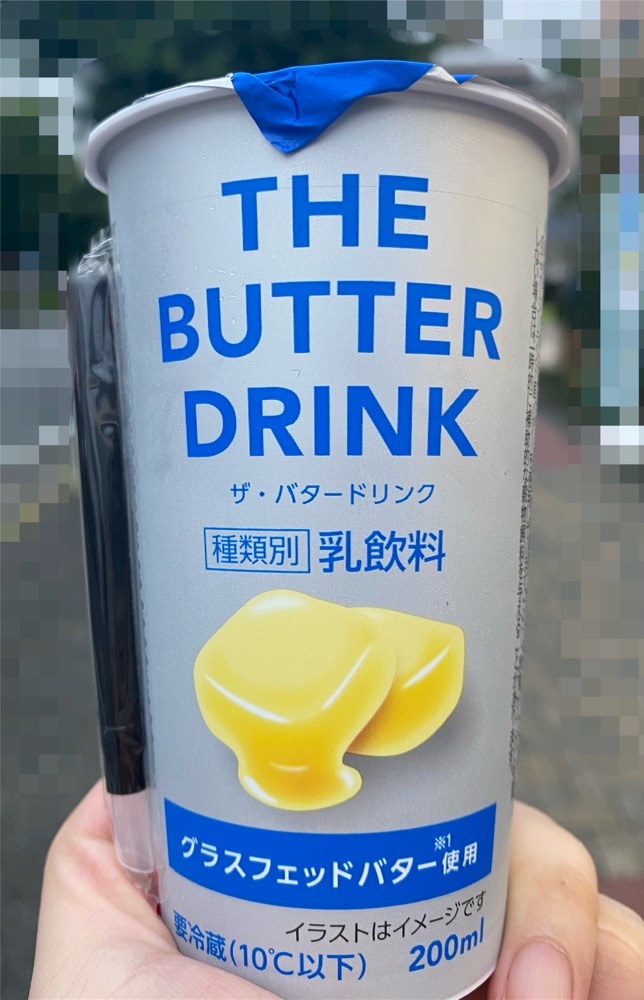 THE
BUTTER
DRINK
ザ・バタードリンク
種類別 乳飲料
グラスフェッドバター※1使用
イラストはイメージです
要冷蔵(10℃以下) 200ml